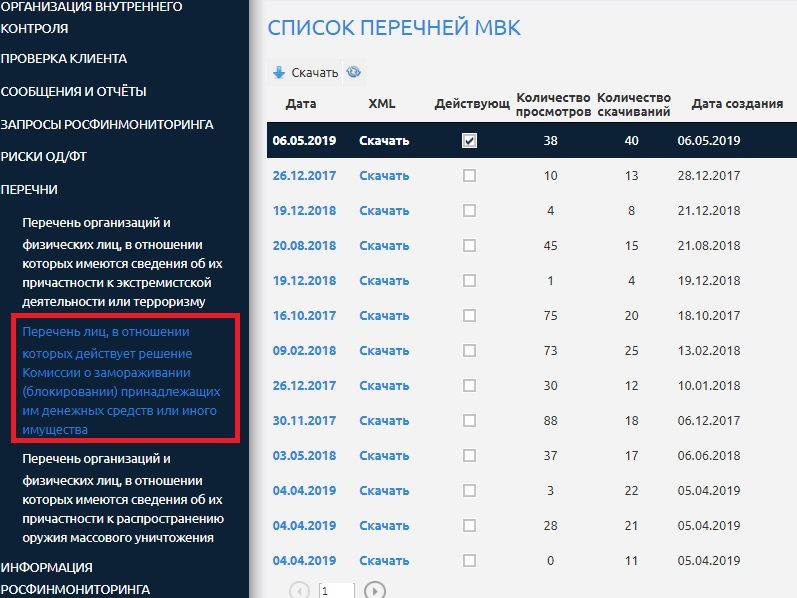 ОРГАНИЗАЦИЯ ВНУТРЕННЕГО
КОНТРОЛЯ
ПРОВЕРКА КЛИЕНТА
СООБЩЕНИЯ И ОТЧЁТЫ
ЗАПРОСЫ РОСФИНМОНИТОРИНГА
РИСКИ ОД/ФТ
ПЕРЕЧНИ
Перечень организаций и
физических лиц, в отношении
которых имеются сведения об их
причастности к экстремистской
деятельности или терроризму
Перечень лиц, в отношении
которых действует решение
Комиссии о замораживании
(блокировании) принадлежащих
им денежных средств или иного
имущества
Перечень организаций и
физических лиц, в отношении
которых имеются сведения об их
причастности к распространению
оружия массового уничтожения
ИНФОРМАЦИЯ
РОСФИНМОНИТОРИНГА
СПИСОК ПЕРЕЧНЕЙ МВК
Скачать
Дата XML Действующ Количество просмотров Количество скачиваний Дата создания
06.05.2019 Скачать 38 40 06.05.2019
26.12.2017 Скачать 10 13 28.12.2017
19.12.2018 Скачать 4 8 21.12.2018
20.08.2018 Скачать 45 15 21.08.2018
19.12.2018 Скачать 1 4 19.12.2018
16.10.2017 Скачать 75 20 18.10.2017
09.02.2018 Скачать 73 25 13.02.2018
26.12.2017 Скачать 30 12 10.01.2018
30.11.2017 Скачать 88 18 06.12.2017
03.05.2018 Скачать 37 17 06.06.2018
04.04.2019 Скачать 3 22 05.04.2019
04.04.2019 Скачать 28 21 05.04.2019
04.04.2019 Скачать 0 11 05.04.2019
1